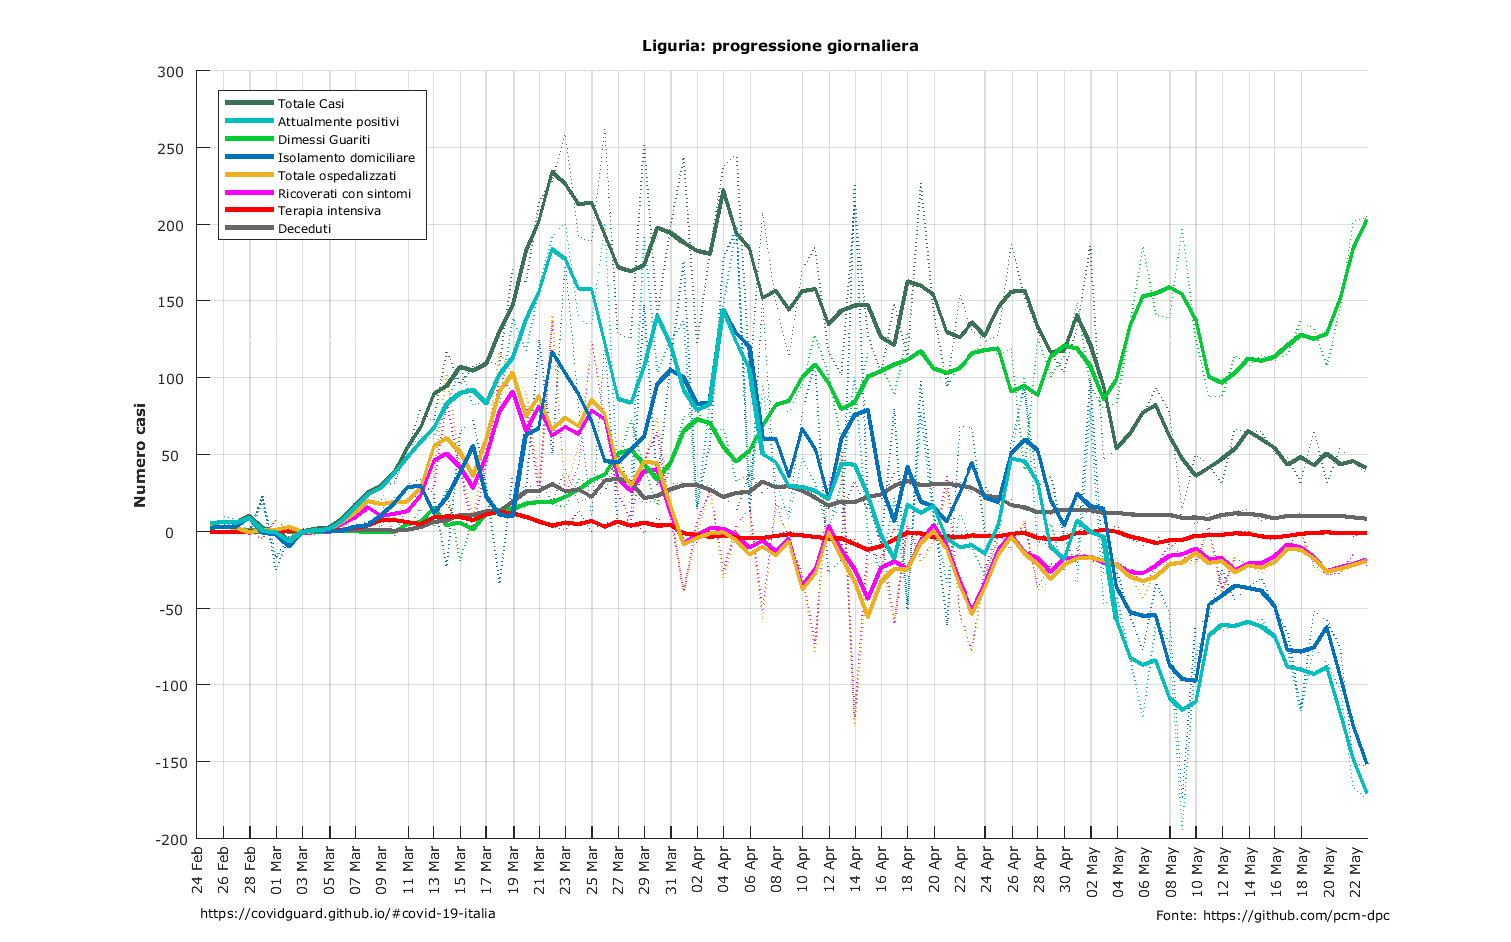 Liguria: progressione giornaliera
300
250
200
150
100
50
0
-50
-100
-150
-200
Numero casi
Totale Casi
Attualmente positivi
Dimessi Guariti
Isolamento domiciliare
Totale ospedalizzati
Ricoverati con sintomi
Terapia intensiva
Deceduti
24 Feb
26 Feb
28 Feb
01 Mar
03 Mar
05 Mar
07 Mar
09 Mar
11 Mar
13 Mar
15 Mar
17 Mar
19 Mar
21 Mar
23 Mar
25 Mar
27 Mar
29 Mar
31 Mar
02 Apr
04 Apr
06 Apr
08 Apr
10 Apr
12 Apr
14 Apr
16 Apr
18 Apr
20 Apr
22 Apr
24 Apr
26 Apr
28 Apr
30 Apr
02 May
04 May
06 May
08 May
10 May
12 May
14 May
16 May
18 May
20 May
22 May
https://covidguard.github.io/#covid-19-italia
Fonte: https://github.com/pcm-dpc